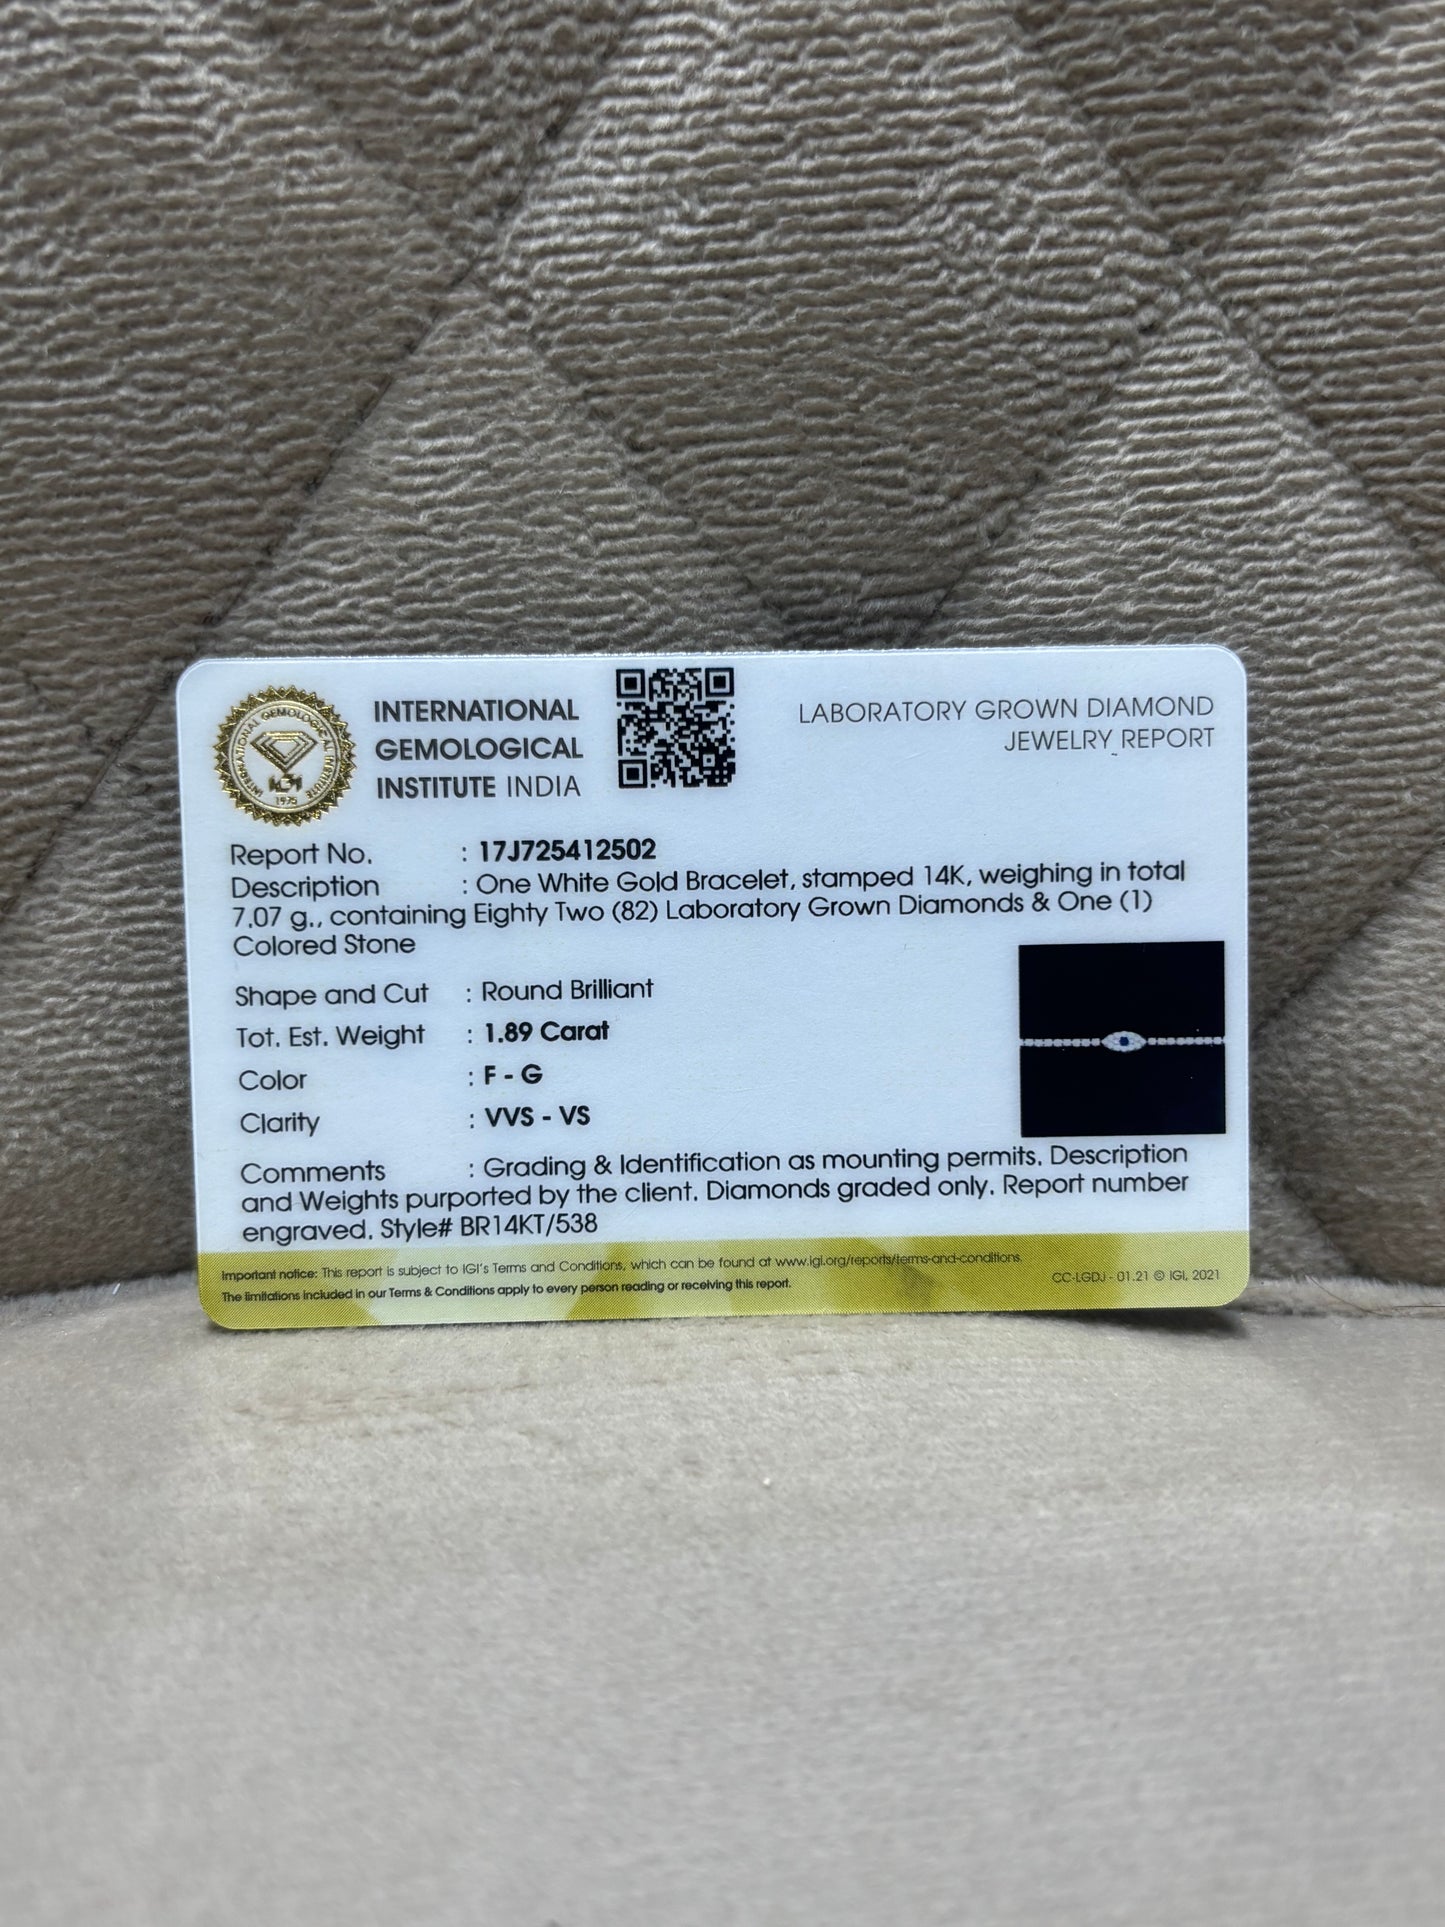 INTERNATIONAL
GEMOLOGICAL
INSTITUTE INDIA
INTERNATIONAL GEMOLOGICAL INSTITUTE
IGI
1975
LABORATORY GROWN DIAMOND
JEWELRY REPORT
Report No. : 17J725412502
Description : One White Gold Bracelet, stamped 14K, weighing in total
7.07 g., containing Eighty Two (82) Laboratory Grown Diamonds & One (1)
Colored Stone
Shape and Cut : Round Brilliant
Tot. Est. Weight : 1.89 Carat
Color : F - G
Clarity : VVS - VS
Comments : Grading & Identification as mounting permits. Description
and Weights purported by the client. Diamonds graded only. Report number
engraved. Style# BR14KT/538
Important notice: This report is subject to IGI's Terms and Conditions, which can be found at www.igi.org/reports/terms-and-conditions.
The limitations included in our Terms & Conditions apply to every person reading or receiving this report.
CC-LGDJ - 01.21 © IGI, 2021